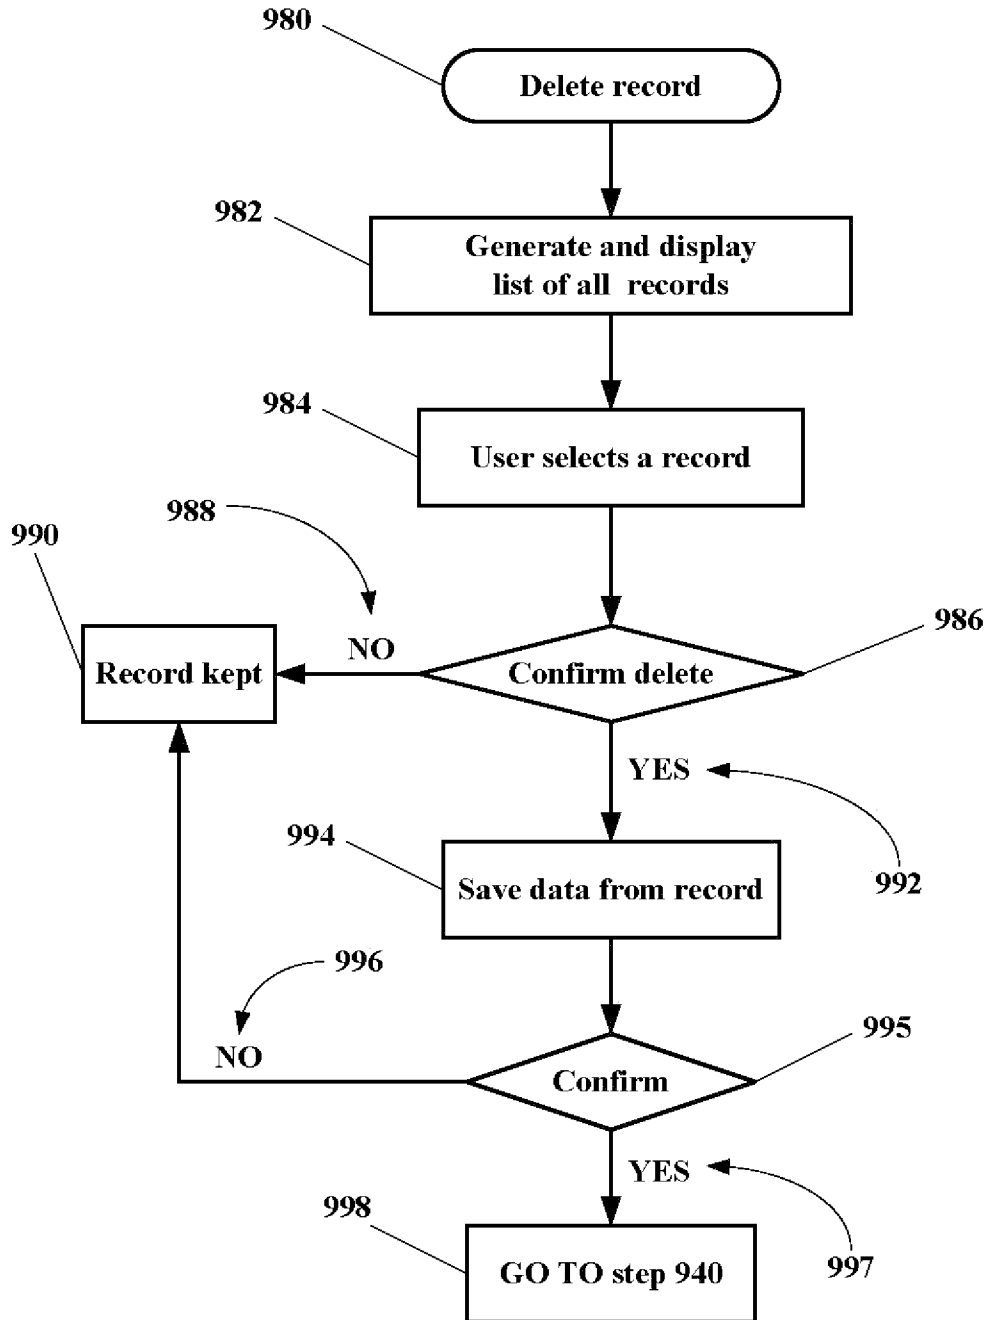 980
Delete record
982
Generate and display
list of all records
984
User selects a record
988
990
986
NO
Record kept
Confirm delete
YES
994
992
Save data from record
996
995
NO
Confirm
YES
998
997
GO TO step 940